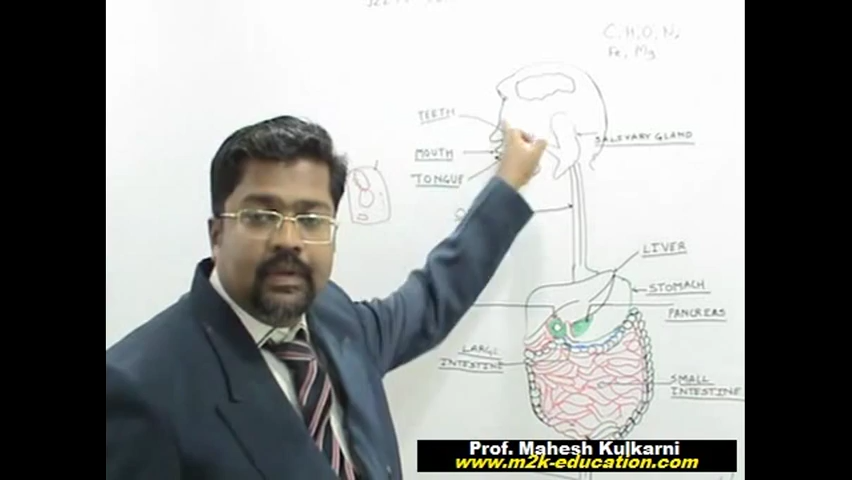 C, H, O, N,
Fe, Mg
TEETH
SALIVARY GLAND
MOUTH
TONGUE
LIVER
STOMACH
PANCREAS
LARGE
INTESTINE
SMALL
INTESTINE
Prof. Mahesh Kulkarni
www.m2k-education.com